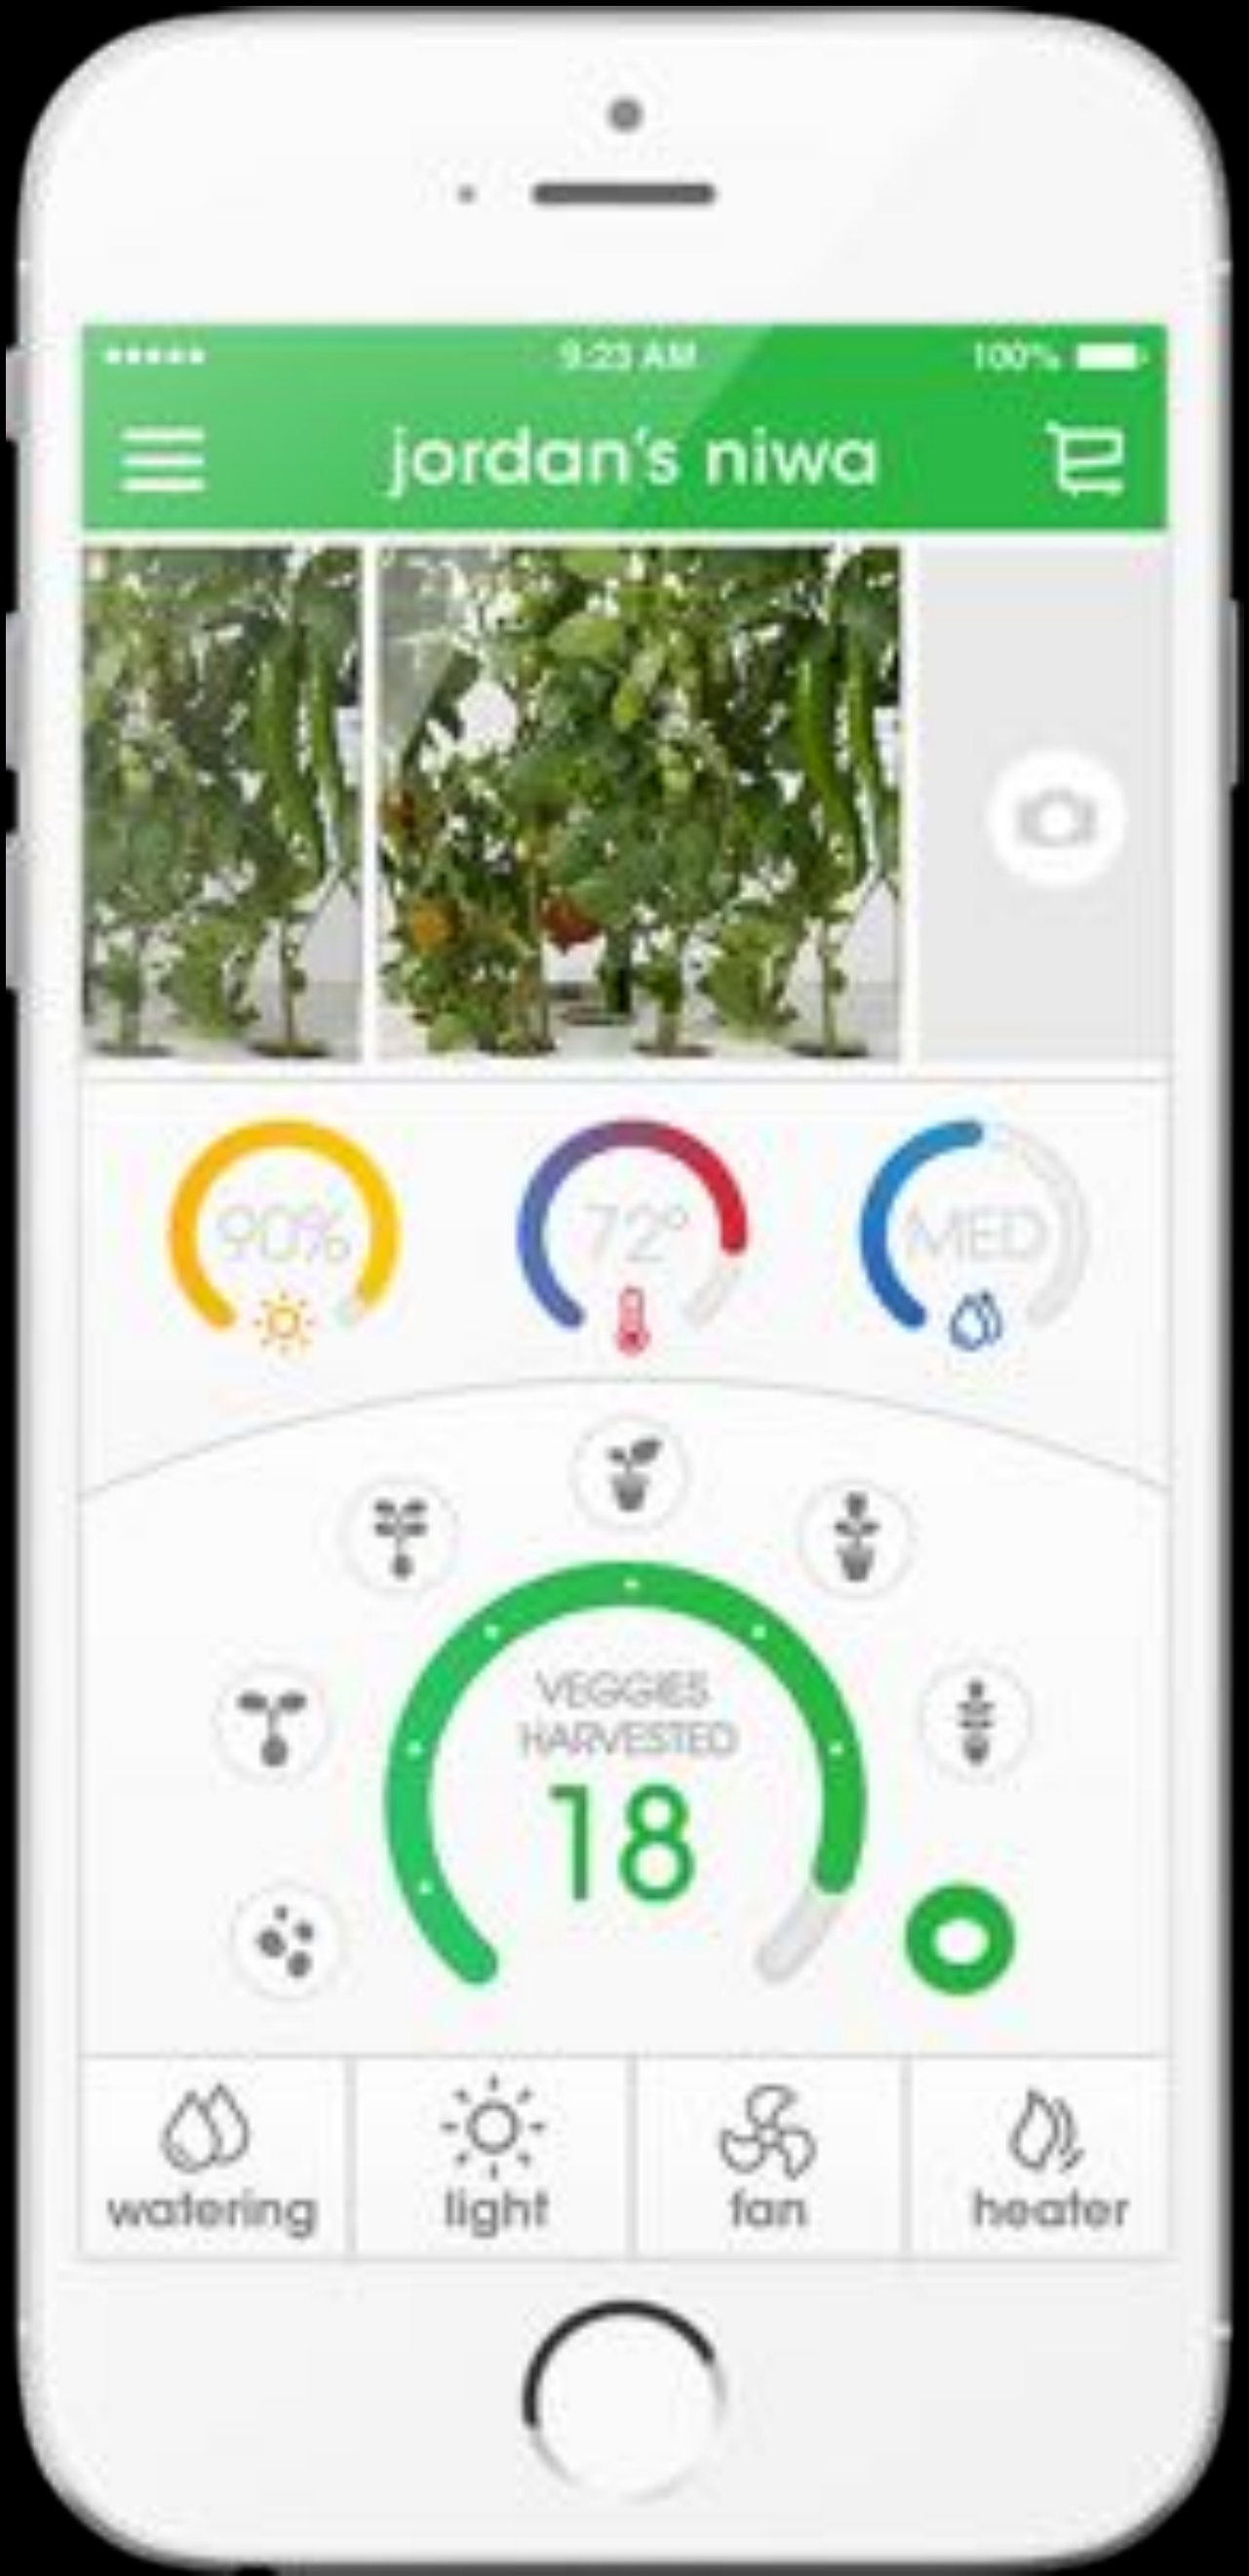 9:23 AM 100%
jordan's niwa
90% 72° MED
VEGGIES
HARVESTED
18
watering light fan heater